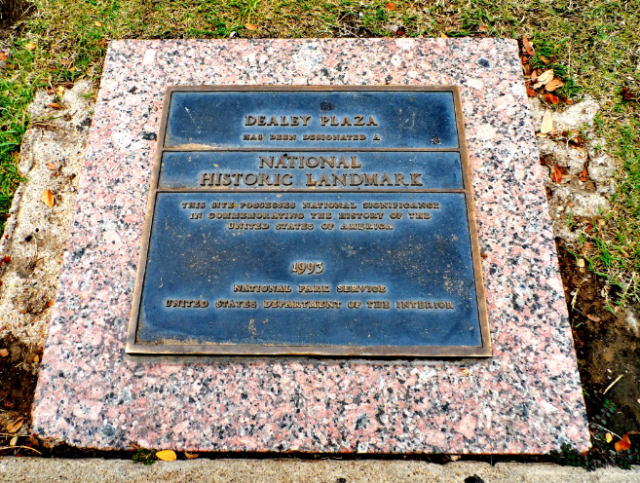 DEALEY PLAZA
HAS BEEN DESIGNATED A
NATIONAL
HISTORIC LANDMARK
THIS SITE POSSESSES NATIONAL SIGNIFICANCE
IN COMMEMORATING THE HISTORY OF THE
UNITED STATES OF AMERICA
1993
NATIONAL PARK SERVICE
UNITED STATES DEPARTMENT OF THE INTERIOR